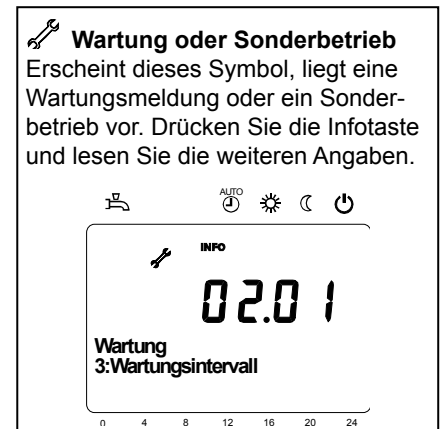 Wartung oder Sonderbetrieb
Erscheint dieses Symbol, liegt eine
Wartungsmeldung oder ein Sonder-
betrieb vor. Drücken Sie die Infotaste
und lesen Sie die weiteren Angaben.
AUTO
INFO
02.01
Wartung
3:Wartungsintervall
0 4 8 12 16 20 24